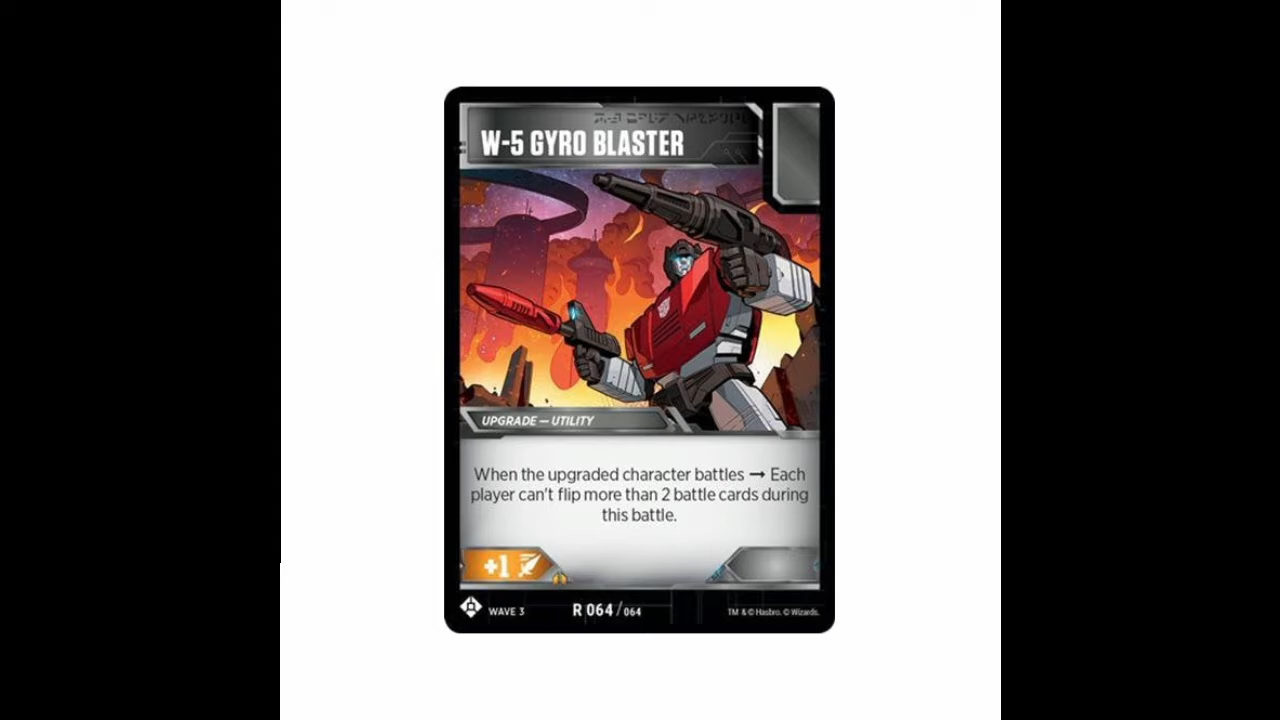 W-5 GYRO BLASTER
UPGRADE — UTILITY
When the upgraded character battles → Each
player can't flip more than 2 battle cards during
this battle.
+1
WAVE 3
R 064/064
TM & © Hasbro. © Wizards.